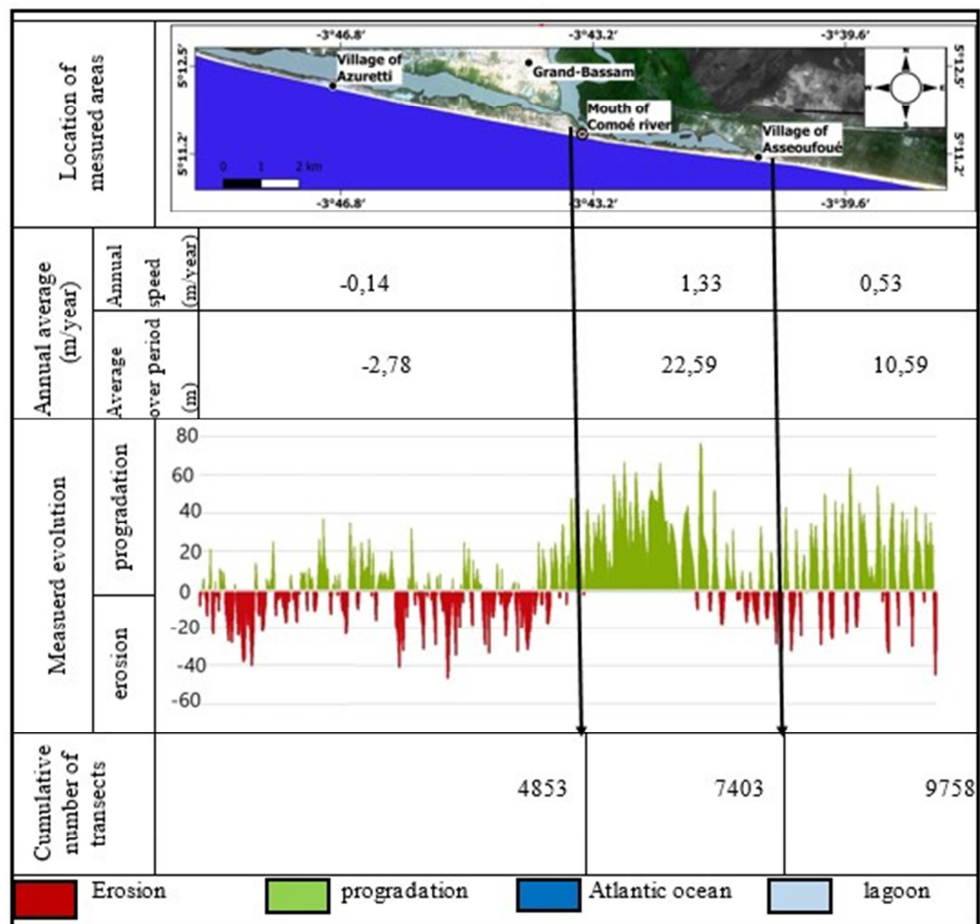 Location of
mesured areas
-3°46.8'
-3°43.2'
-3°39.6'
5°12.5'
5°12.5'
Village of
Azuretti
Grand-Bassam
Mouth of
Comoé river
Village of
Asseoufoué
N
W
E
S
5°11.2'
5°11.2'
0 1 2 km
-3°46.8'
-3°43.2'
-3°39.6'
Annual average
(m/year)
Annual
speed
(m/year)
-0,14
1,33
0,53
Average
over period
(m)
-2,78
22,59
10,59
Measuerd evolution
progradation
erosion
80
60
40
20
0
-20
-40
-60
Cumulative
number of
transects
4853
7403
9758
Erosion
progradation
Atlantic ocean
lagoon